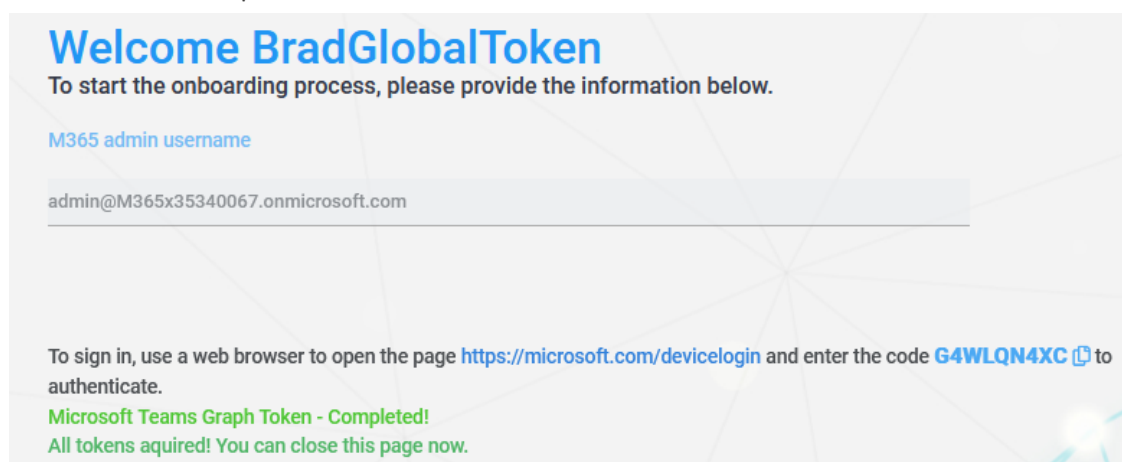 Welcome BradGlobalToken
To start the onboarding process, please provide the information below.
M365 admin username
admin@M365x35340067.onmicrosoft.com
To sign in, use a web browser to open the page https://microsoft.com/devicelogin and enter the code G4WLQN4XC to
authenticate.
Microsoft Teams Graph Token - Completed!
All tokens aquired! You can close this page now.